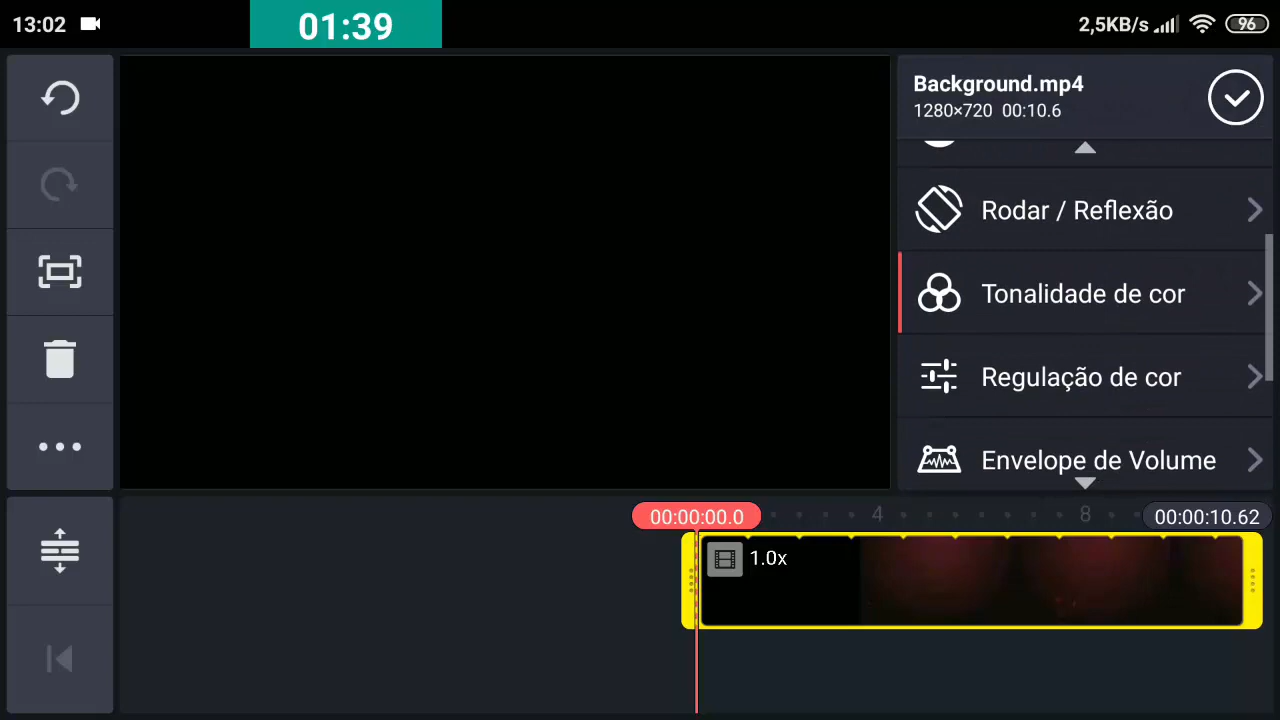 13:02
01:39
2,5KB/s
96
Background.mp4
1280×720 00:10.6
Rodar / Reflexão
Tonalidade de cor
Regulação de cor
Envelope de Volume
00:00:00.0
4
8
00:00:10.62
1.0x